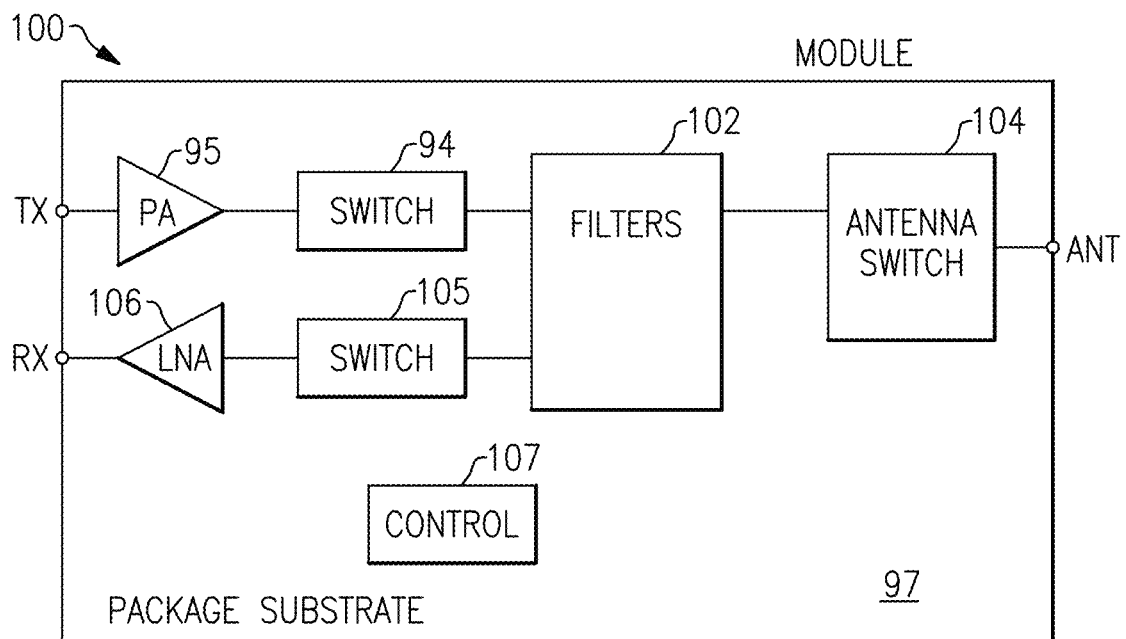 100
MODULE
95
94
102
104
TX
PA
SWITCH
FILTERS
ANTENNA
SWITCH
ANT
106
105
RX
LNA
SWITCH
107
CONTROL
PACKAGE SUBSTRATE
97